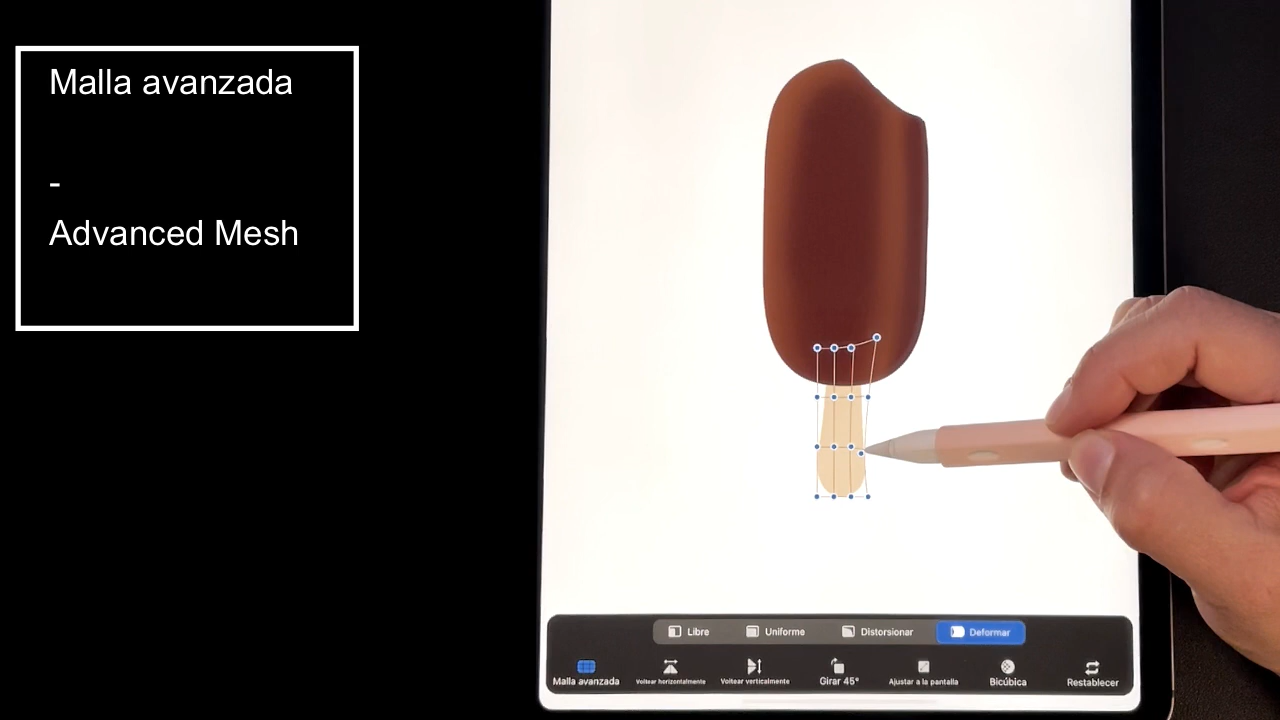 Malla avanzada
-
Advanced Mesh
Libre
Uniforme
Distorsionar
Deformar
Malla avanzada
Voltear horizontalmente
Voltear verticalmente
Girar 45°
Ajustar a la pantalla
Bicúbica
Restablecer